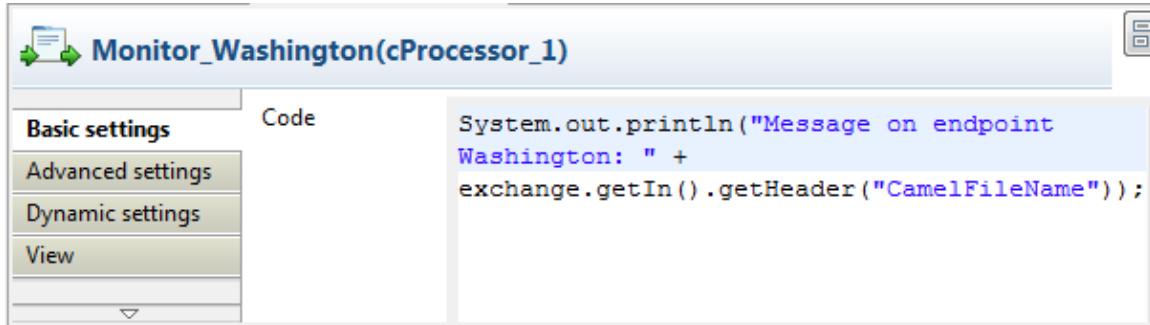 Monitor_Washington(cProcessor_1)
Basic settings
Advanced settings
Dynamic settings
View
Code
System.out.println("Message on endpoint
Washington: " +
exchange.getIn().getHeader("CamelFileName"));